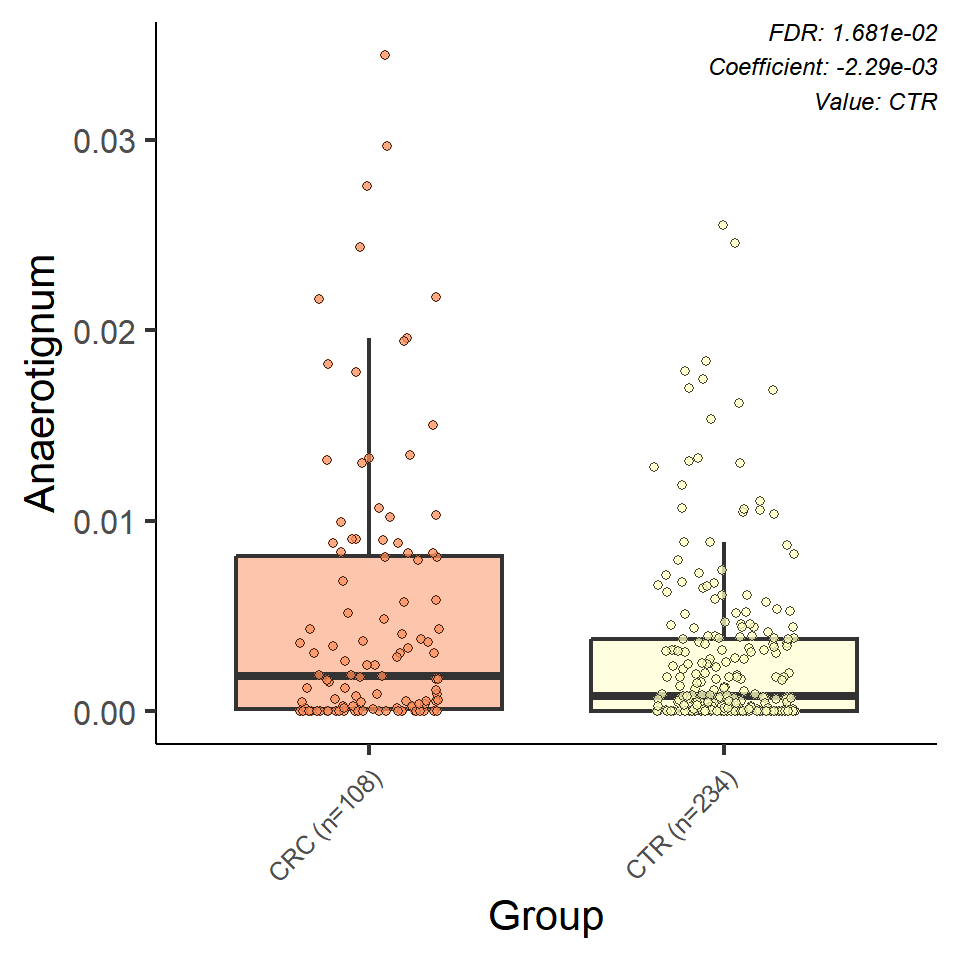 FDR: 1.681e-02
Coefficient: -2.29e-03
Value: CTR
Anaerotignum
0.03
0.02
0.01
0.00
CRC (n=108)
CTR (n=234)
Group